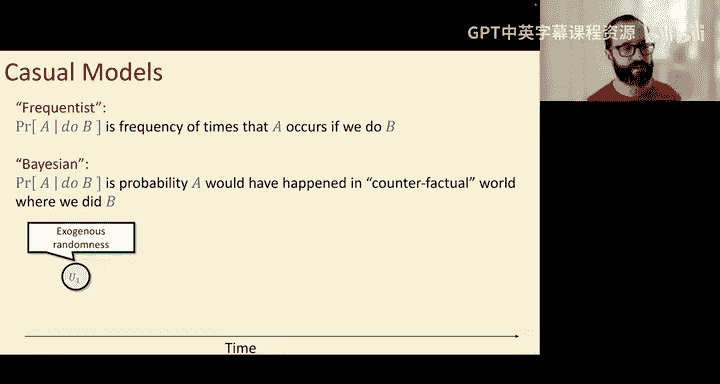 GPT中英字幕课程资源
Casual Models
“Frequentist”:
Pr[ A | do B ] is frequency of times that A occurs if we do B
“Bayesian”:
Pr[ A | do B ] is probability A would have happened in “counter-factual” world
where we did B
Exogenous
randomness
U₁
Time